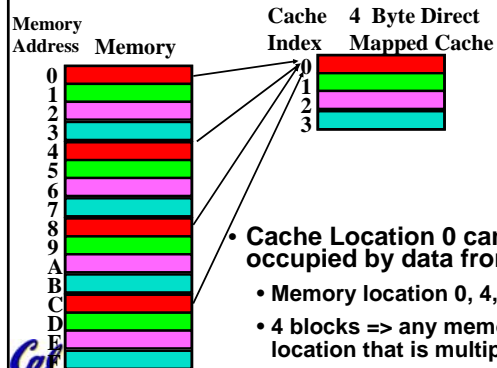 Memory
Address Memory
0
1
2
3
4
5
6
7
8
9
A
B
C
D
E
F
Cache 4 Byte Direct
Index Mapped Cache
0
1
2
3
• Cache Location 0 can
occupied by data from
• Memory location 0, 4,
• 4 blocks => any memo
location that is multip
Cal